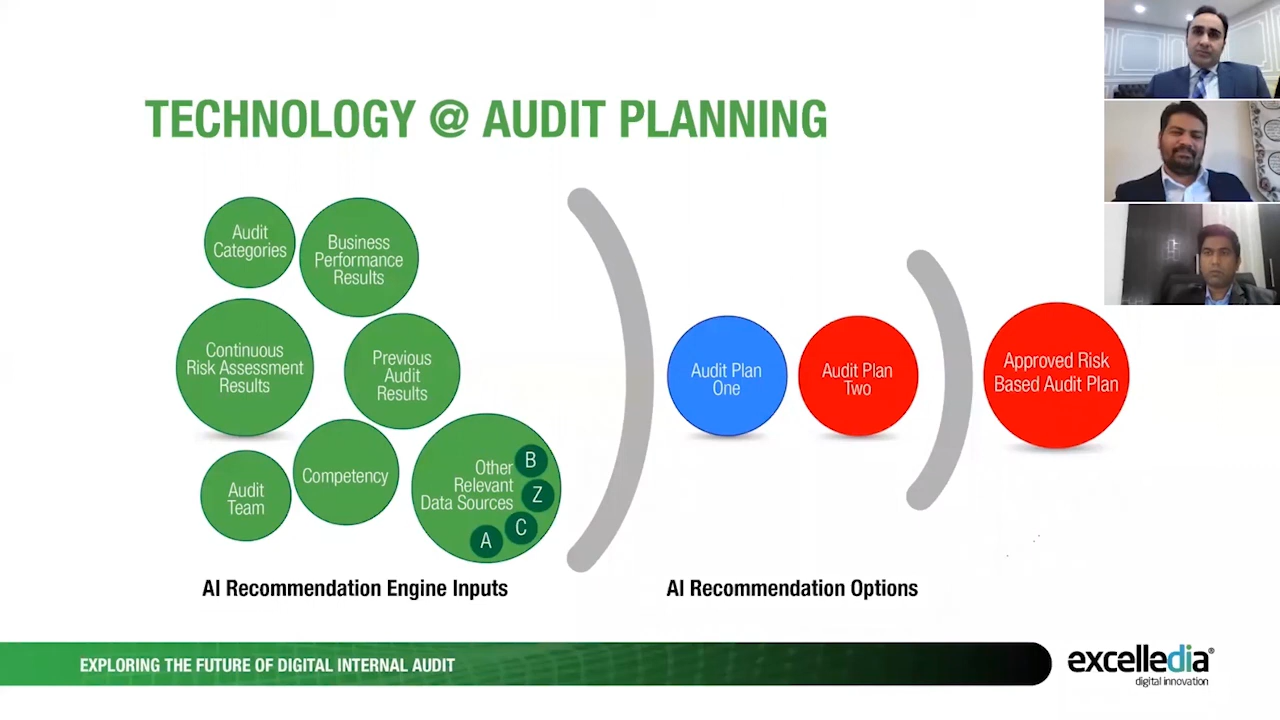 TECHNOLOGY @ AUDIT PLANNING
Audit
Categories
Business
Performance
Results
Continuous
Risk Assessment
Results
Previous
Audit
Results
Audit
Team
Competency
Other
Relevant
Data Sources
B
Z
C
A
AI Recommendation Engine Inputs
Audit Plan
One
Audit Plan
Two
AI Recommendation Options
Approved Risk
Based Audit Plan
EXPLORING THE FUTURE OF DIGITAL INTERNAL AUDIT
excelledia®
digital innovation